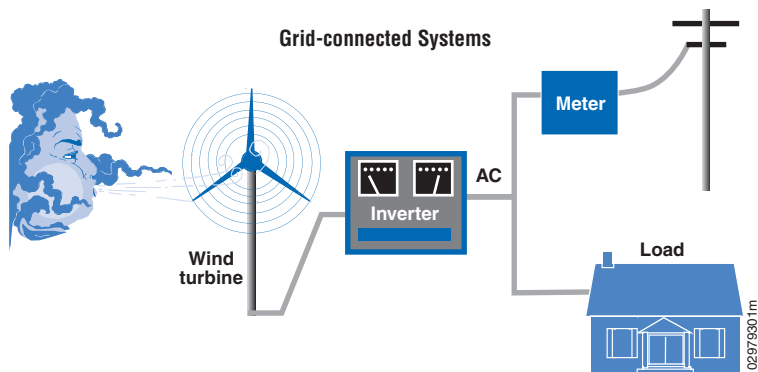 Grid-connected Systems
Meter
AC
Inverter
Wind
turbine
Load
02979301m